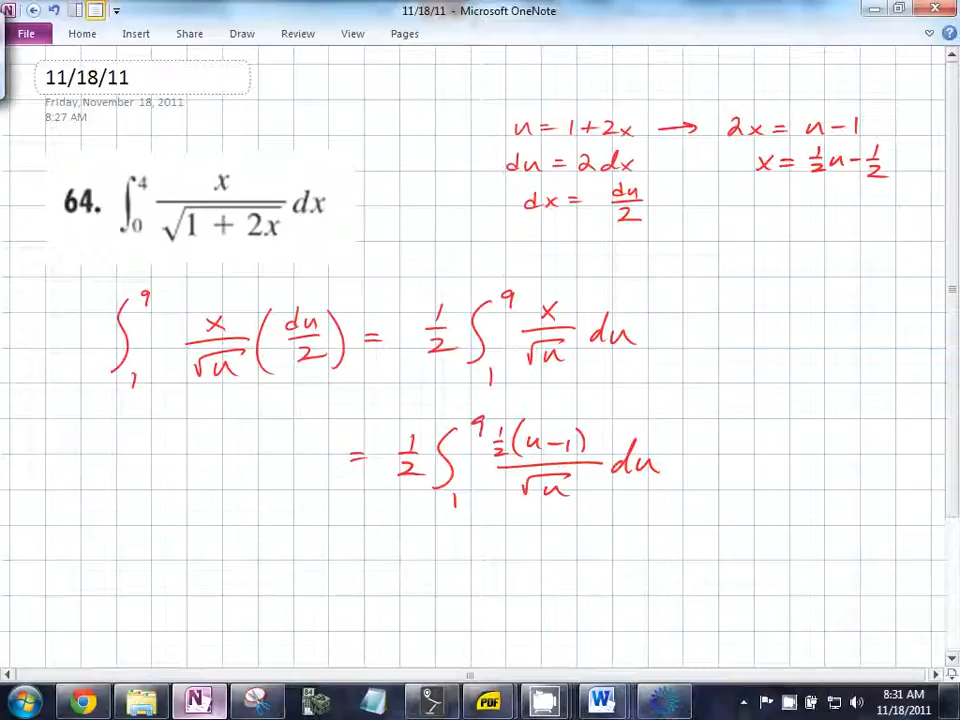 11/18/11 - Microsoft OneNote
File Home Insert Share Draw Review View Pages
11/18/11
Friday, November 18, 2011
8:27 AM
u = 1 + 2x → 2x = u - 1
du = 2dx x = 1/2 u - 1/2
dx = du/2
64. ∫₀⁴ x/√(1 + 2x) dx
∫₁⁹ x/√u (du/2) = 1/2 ∫₁⁹ x/√u du
= 1/2 ∫₁⁹ 1/2(u-1)/√u du
PDF
8:31 AM
11/18/2011